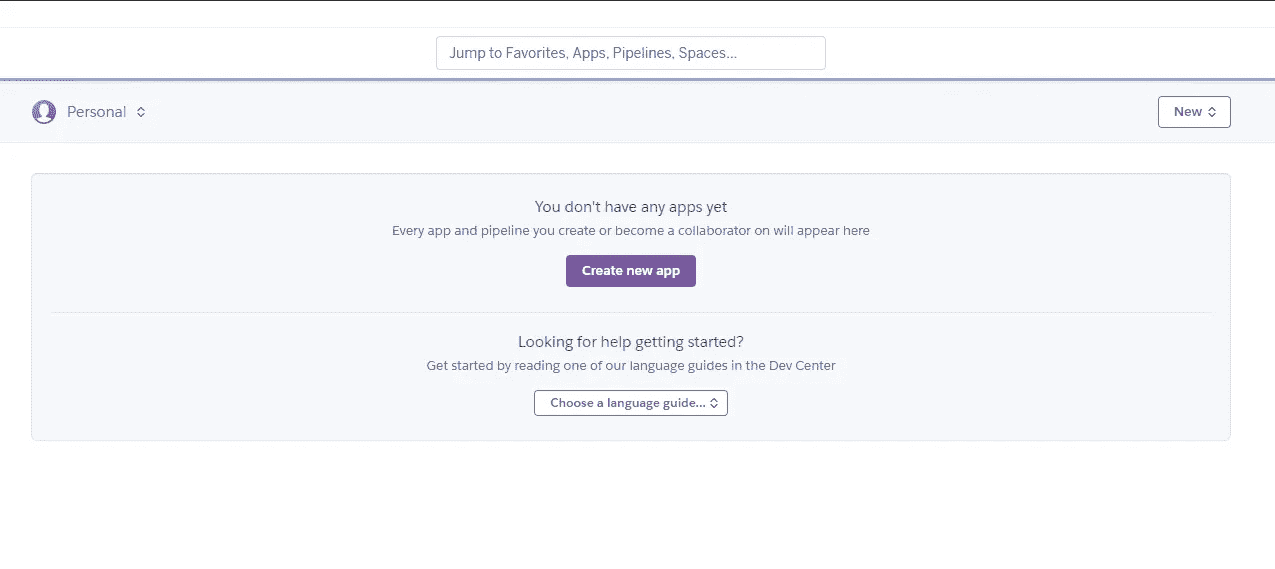 Jump to Favorites, Apps, Pipelines, Spaces...
Personal
New
You don't have any apps yet
Every app and pipeline you create or become a collaborator on will appear here
Create new app
Looking for help getting started?
Get started by reading one of our language guides in the Dev Center
Choose a language guide...